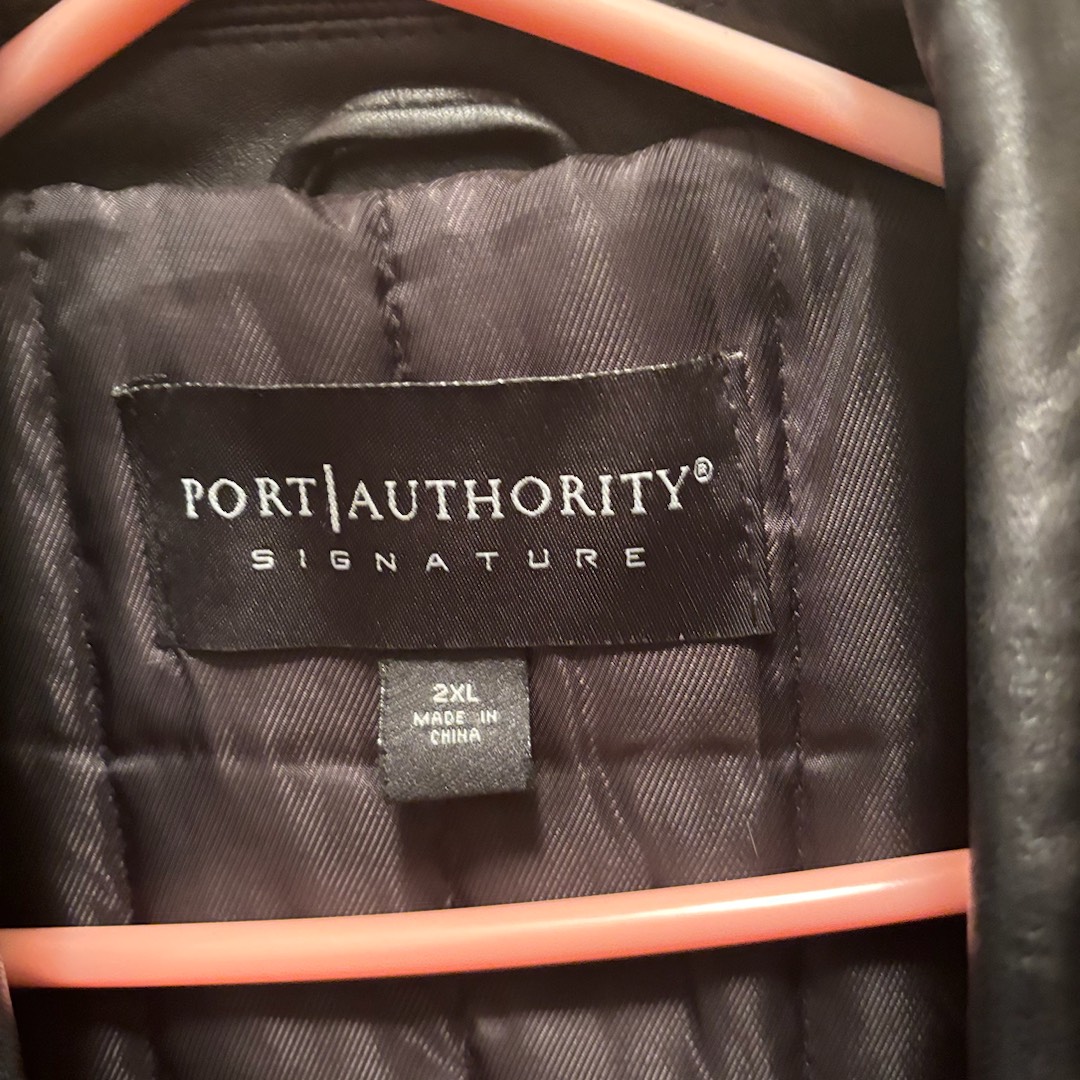 PORT|AUTHORITY®
SIGNATURE
2XL
MADE IN
CHINA